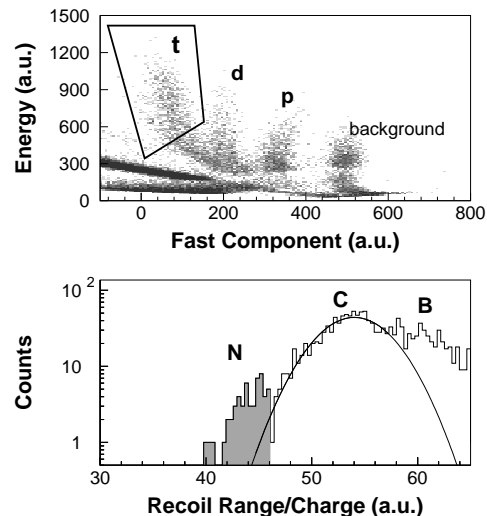 1500
1200
900
600
300
0
Energy (a.u.)
t
d
p
background
0 200 400 600 800
Fast Component (a.u.)
10²
10
1
Counts
N
C
B
30 40 50 60
Recoil Range/Charge (a.u.)